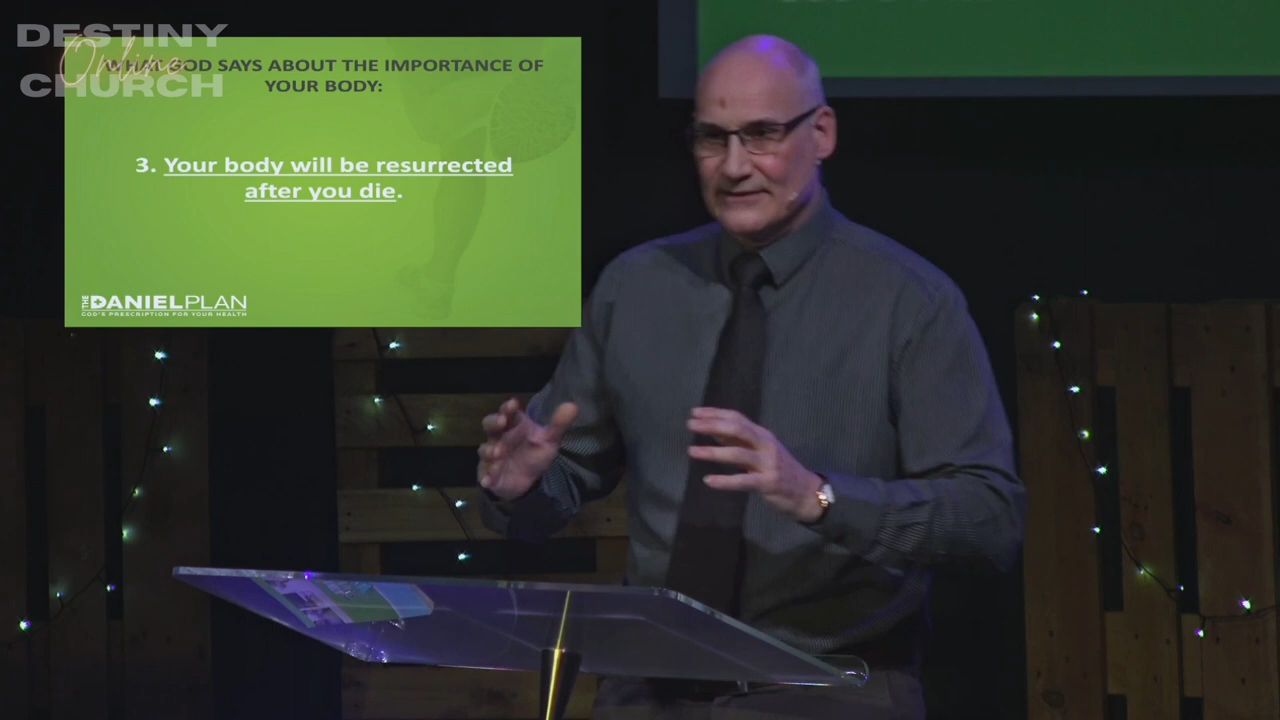 DESTINY
Online
CHURCH
WHAT GOD SAYS ABOUT THE IMPORTANCE OF
YOUR BODY:
3. Your body will be resurrected
after you die.
THE DANIEL PLAN
GOD'S PRESCRIPTION FOR YOUR HEALTH